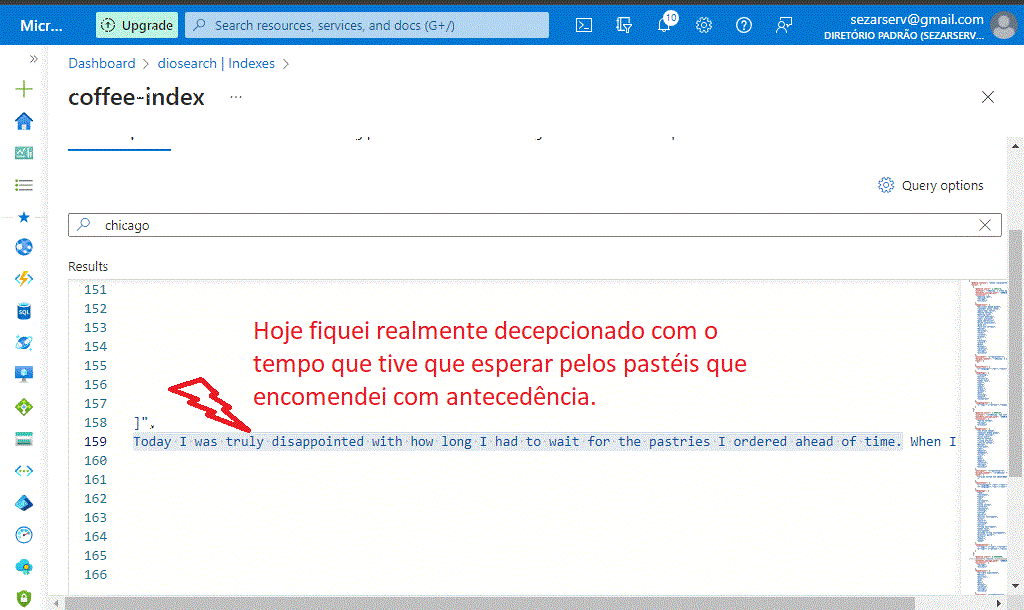 Micr...
Upgrade
Search resources, services, and docs (G+/)
10
sezarserv@gmail.com
DIRETÓRIO PADRÃO (SEZARSERV...
Dashboard > diosearch | Indexes >
coffee-index
...
Query options
chicago
Results
151
152
153
154
155
156
157
158 ]",
159 Today I was truly disappointed with how long I had to wait for the pastries I ordered ahead of time. When I
160
161
162
163
164
165
166
Hoje fiquei realmente decepcionado com o
tempo que tive que esperar pelos pastéis que
encomendei com antecedência.
SQL